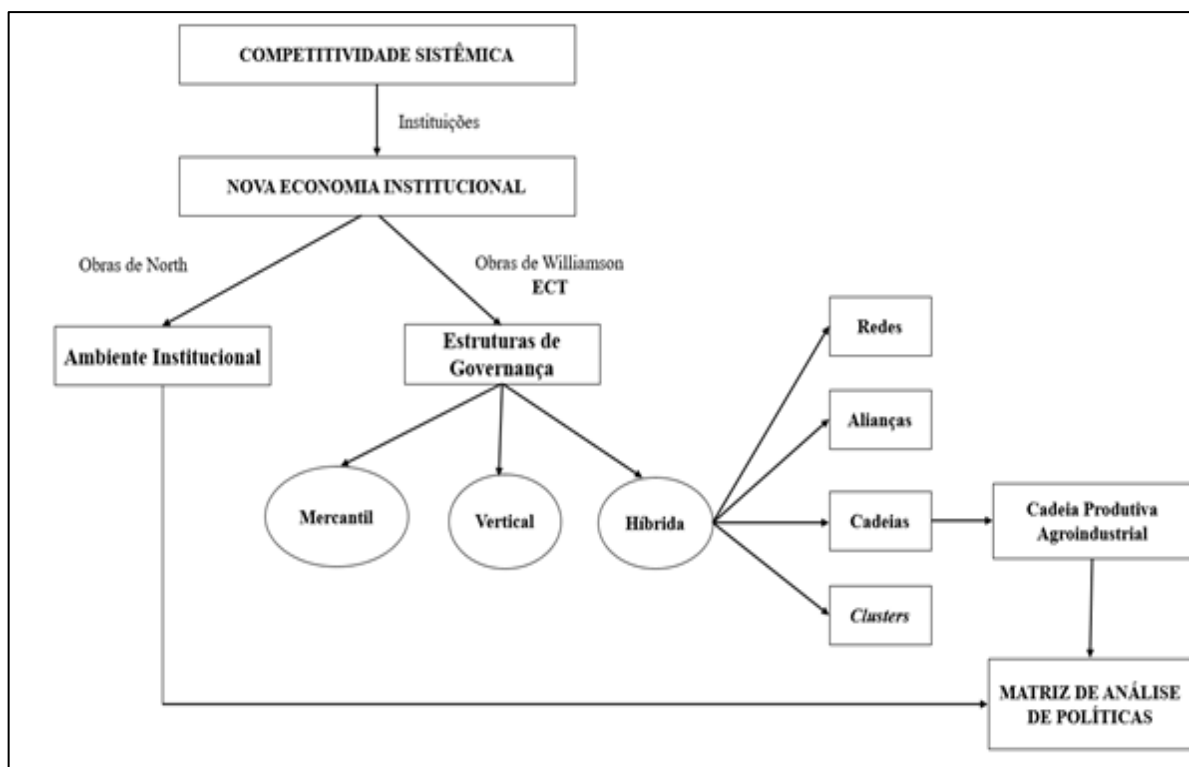 COMPETITIVIDADE SISTÊMICA
Instituições
NOVA ECONOMIA INSTITUCIONAL
Obras de North
Obras de Williamson
ECT
Ambiente Institucional
Estruturas de
Governança
Mercantil
Vertical
Híbrida
Redes
Alianças
Cadeias
Clusters
Cadeia Produtiva
Agroindustrial
MATRIZ DE ANÁLISE
DE POLÍTICAS